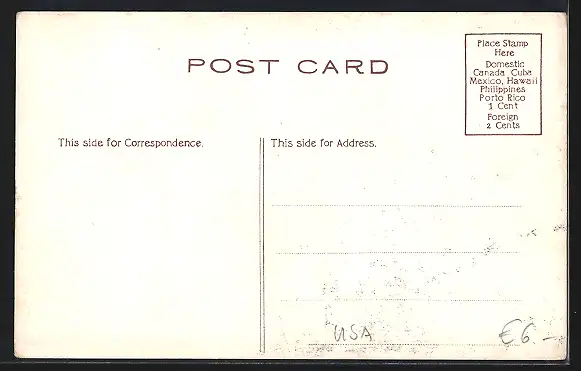 POST CARD
Place Stamp
Here
Domestic
Canada Cuba
Mexico, Hawaii
Philippines
Porto Rico
1 Cent
Foreign
2 Cents
This side for Correspondence.
This side for Address.
USA
€6.–